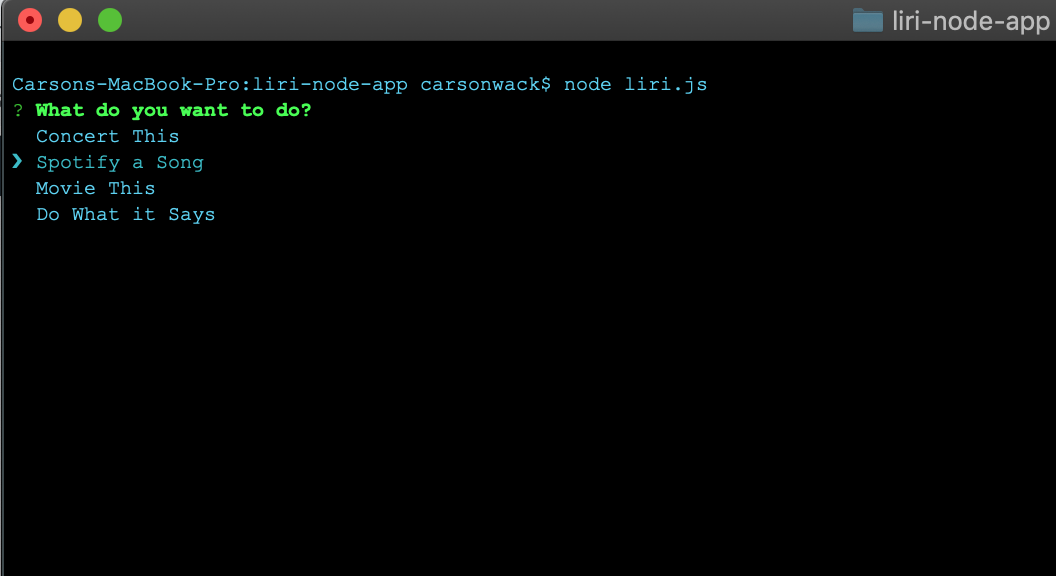 liri-node-app
Carsons-MacBook-Pro:liri-node-app carsonwack$ node liri.js
? What do you want to do?
Concert This
❯ Spotify a Song
Movie This
Do What it Says